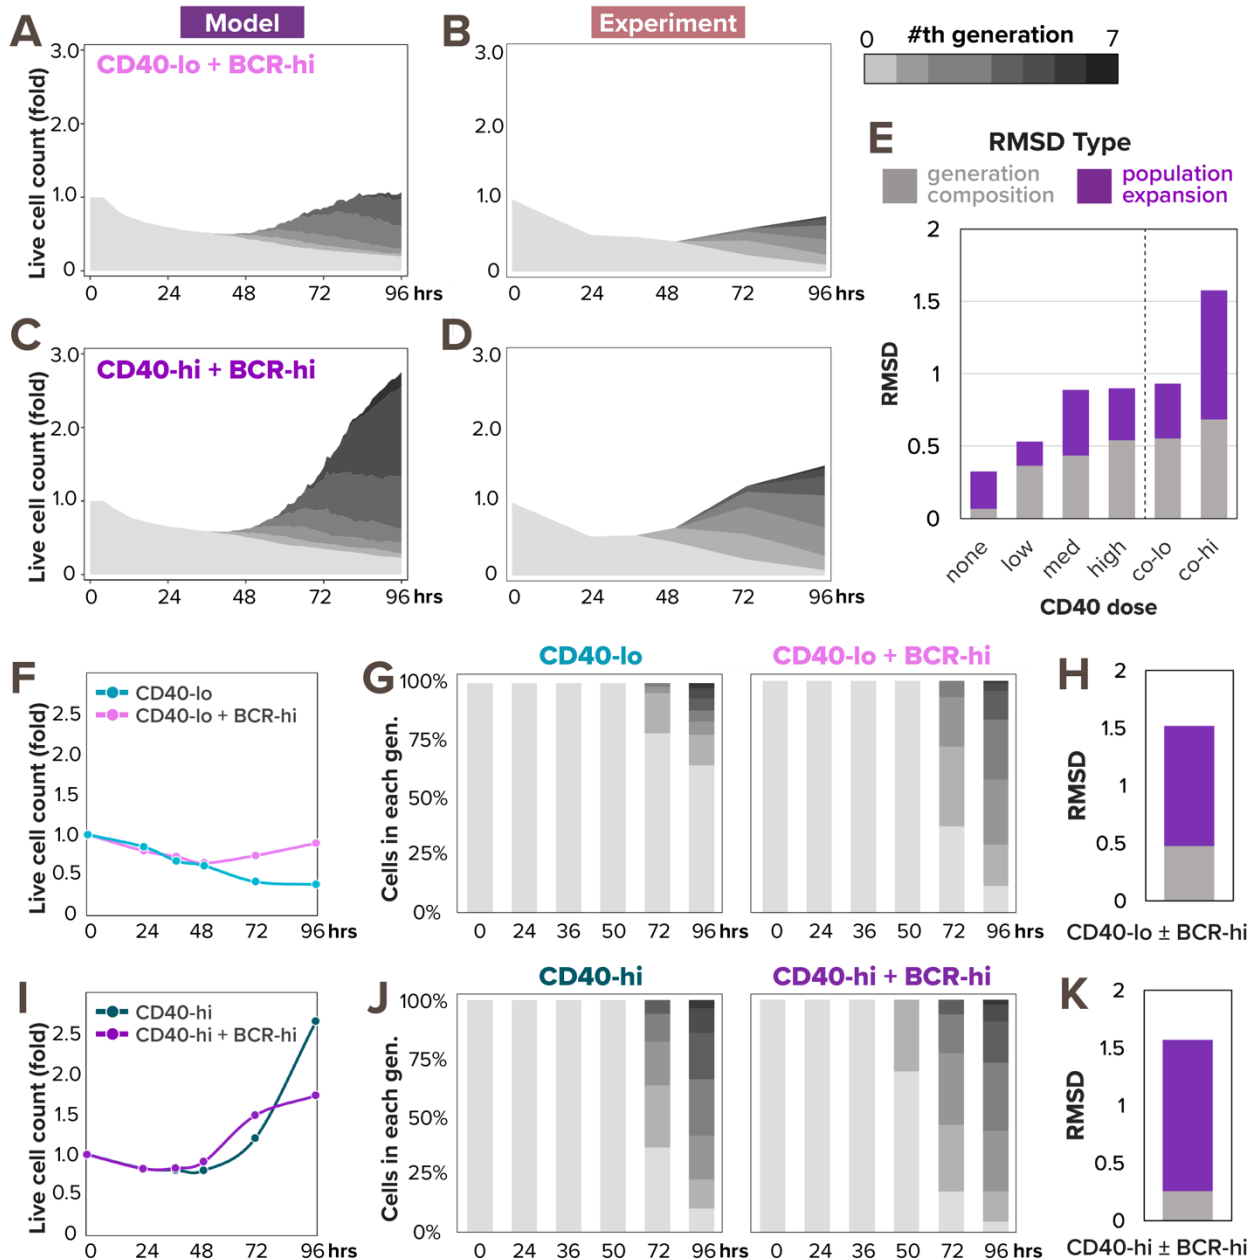 A
Model
B
Experiment
#th generation
0
7
CD40-lo + BCR-hi
Live cell count (fold)
3.0
2.0
1.0
0
0 24 48 72 96 hrs
3.0
2.0
1.0
0
0 24 48 72 96 hrs
E
RMSD Type
generation
composition
population
expansion
RMSD
2
1.5
1
0.5
0
none low med high co-lo co-hi
CD40 dose
C
CD40-hi + BCR-hi
Live cell count (fold)
3.0
2.0
1.0
0
0 24 48 72 96 hrs
D
3.0
2.0
1.0
0
0 24 48 72 96 hrs
F
CD40-lo
CD40-lo + BCR-hi
Live cell count (fold)
2.5
2.0
1.5
1.0
0.5
0
0 24 48 72 96 hrs
G
CD40-lo
CD40-lo + BCR-hi
Cells in each gen.
100%
75%
50%
25%
0%
0 24 36 50 72 96 hrs
0 24 36 50 72 96 hrs
H
RMSD
2
1.5
1
0.5
0
CD40-lo ± BCR-hi
I
CD40-hi
CD40-hi + BCR-hi
Live cell count (fold)
2.5
2.0
1.5
1.0
0.5
0
0 24 48 72 96 hrs
J
CD40-hi
CD40-hi + BCR-hi
Cells in each gen.
100%
75%
50%
25%
0%
0 24 36 50 72 96 hrs
0 24 36 50 72 96 hrs
K
RMSD
2
1.5
1
0.5
0
CD40-hi ± BCR-hi